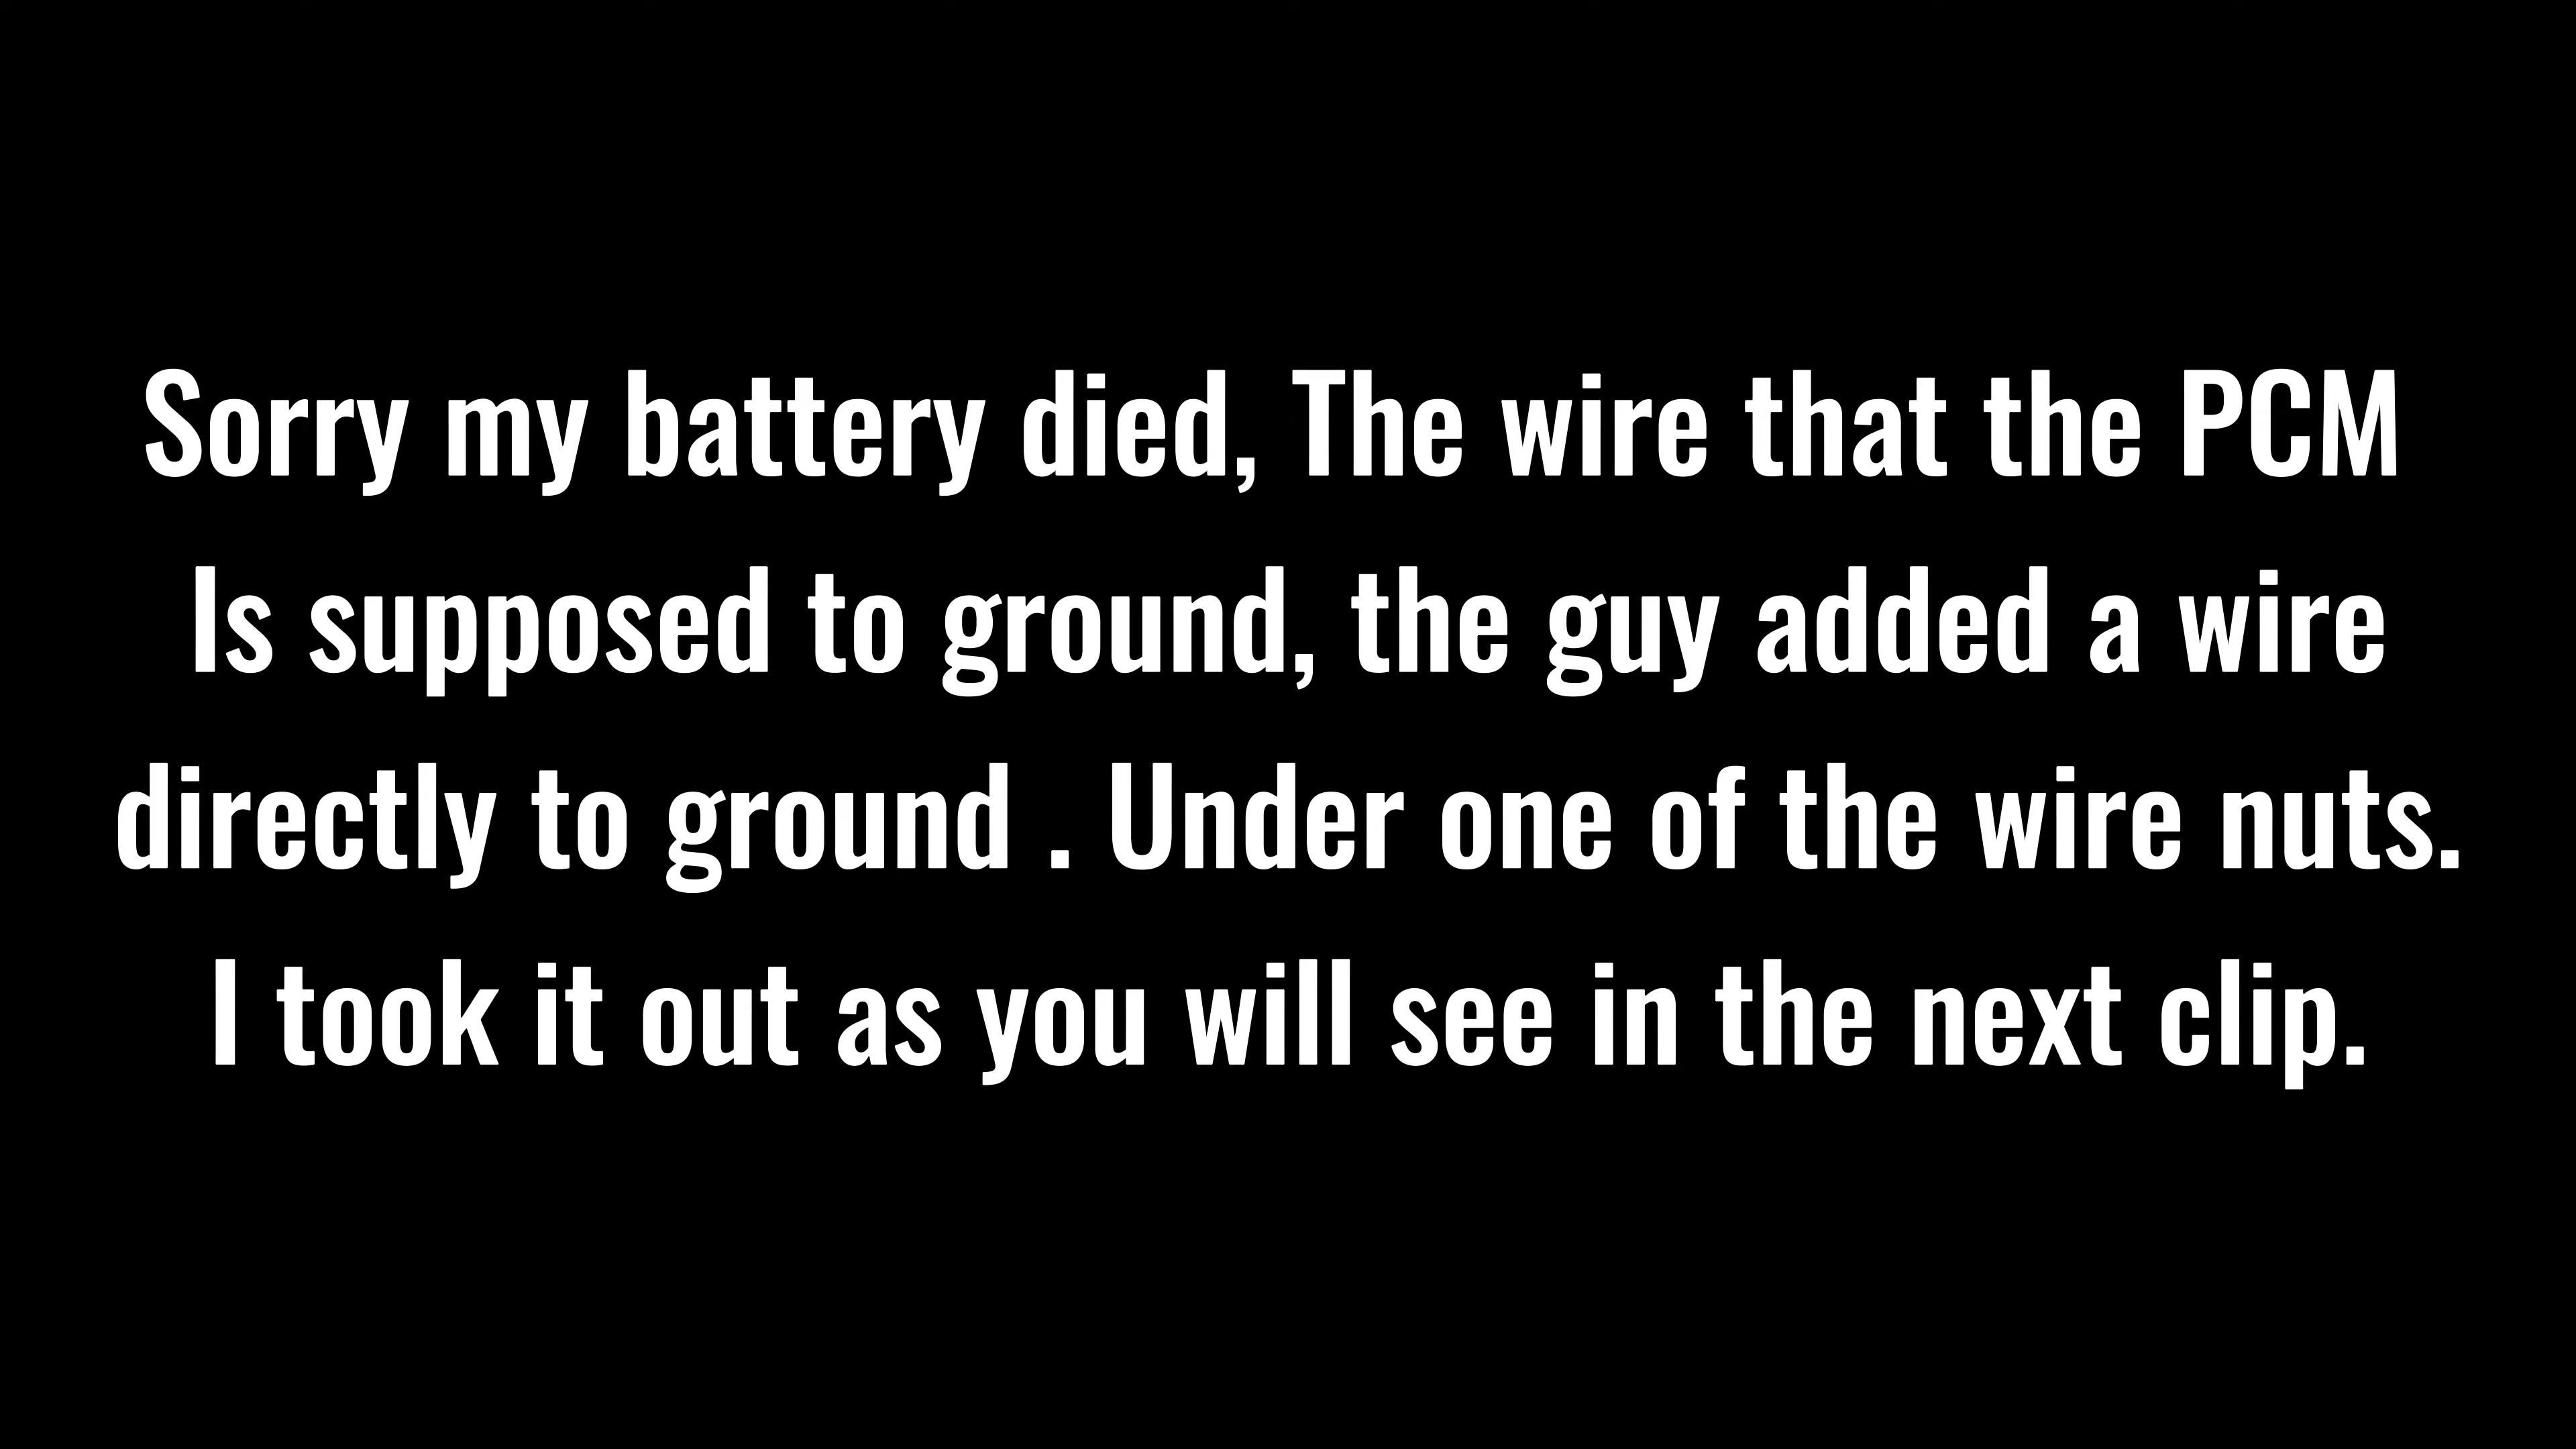 Sorry my battery died, The wire that the PCM
Is supposed to ground, the guy added a wire
directly to ground . Under one of the wire nuts.
I took it out as you will see in the next clip.